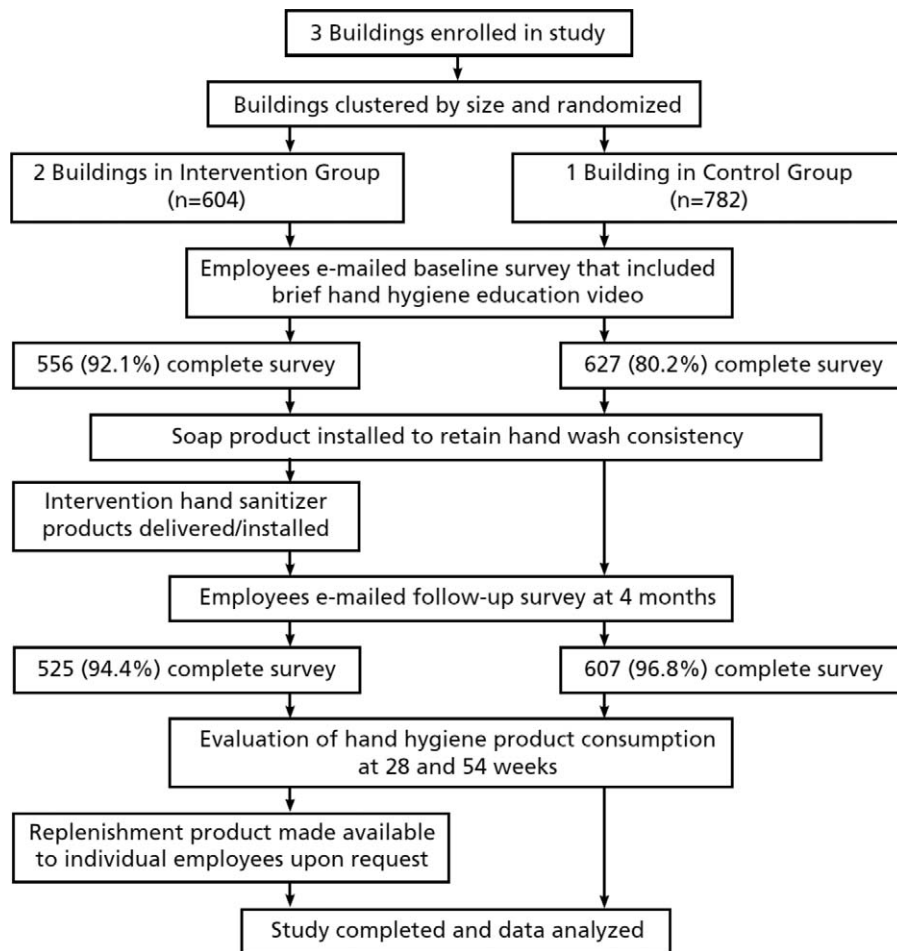 3 Buildings enrolled in study
Buildings clustered by size and randomized
2 Buildings in Intervention Group
(n=604)
1 Building in Control Group
(n=782)
Employees e-mailed baseline survey that included
brief hand hygiene education video
556 (92.1%) complete survey
627 (80.2%) complete survey
Soap product installed to retain hand wash consistency
Intervention hand sanitizer
products delivered/installed
Employees e-mailed follow-up survey at 4 months
525 (94.4%) complete survey
607 (96.8%) complete survey
Evaluation of hand hygiene product consumption
at 28 and 54 weeks
Replenishment product made available
to individual employees upon request
Study completed and data analyzed